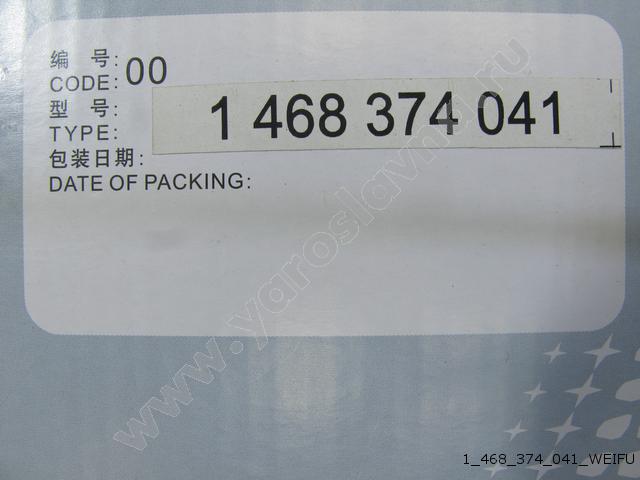 编 号:
CODE: 00
型 号:
TYPE: 1 468 374 041
包装日期:
DATE OF PACKING:
www.yaroslavna.ru
1_468_374_041_WEIFU